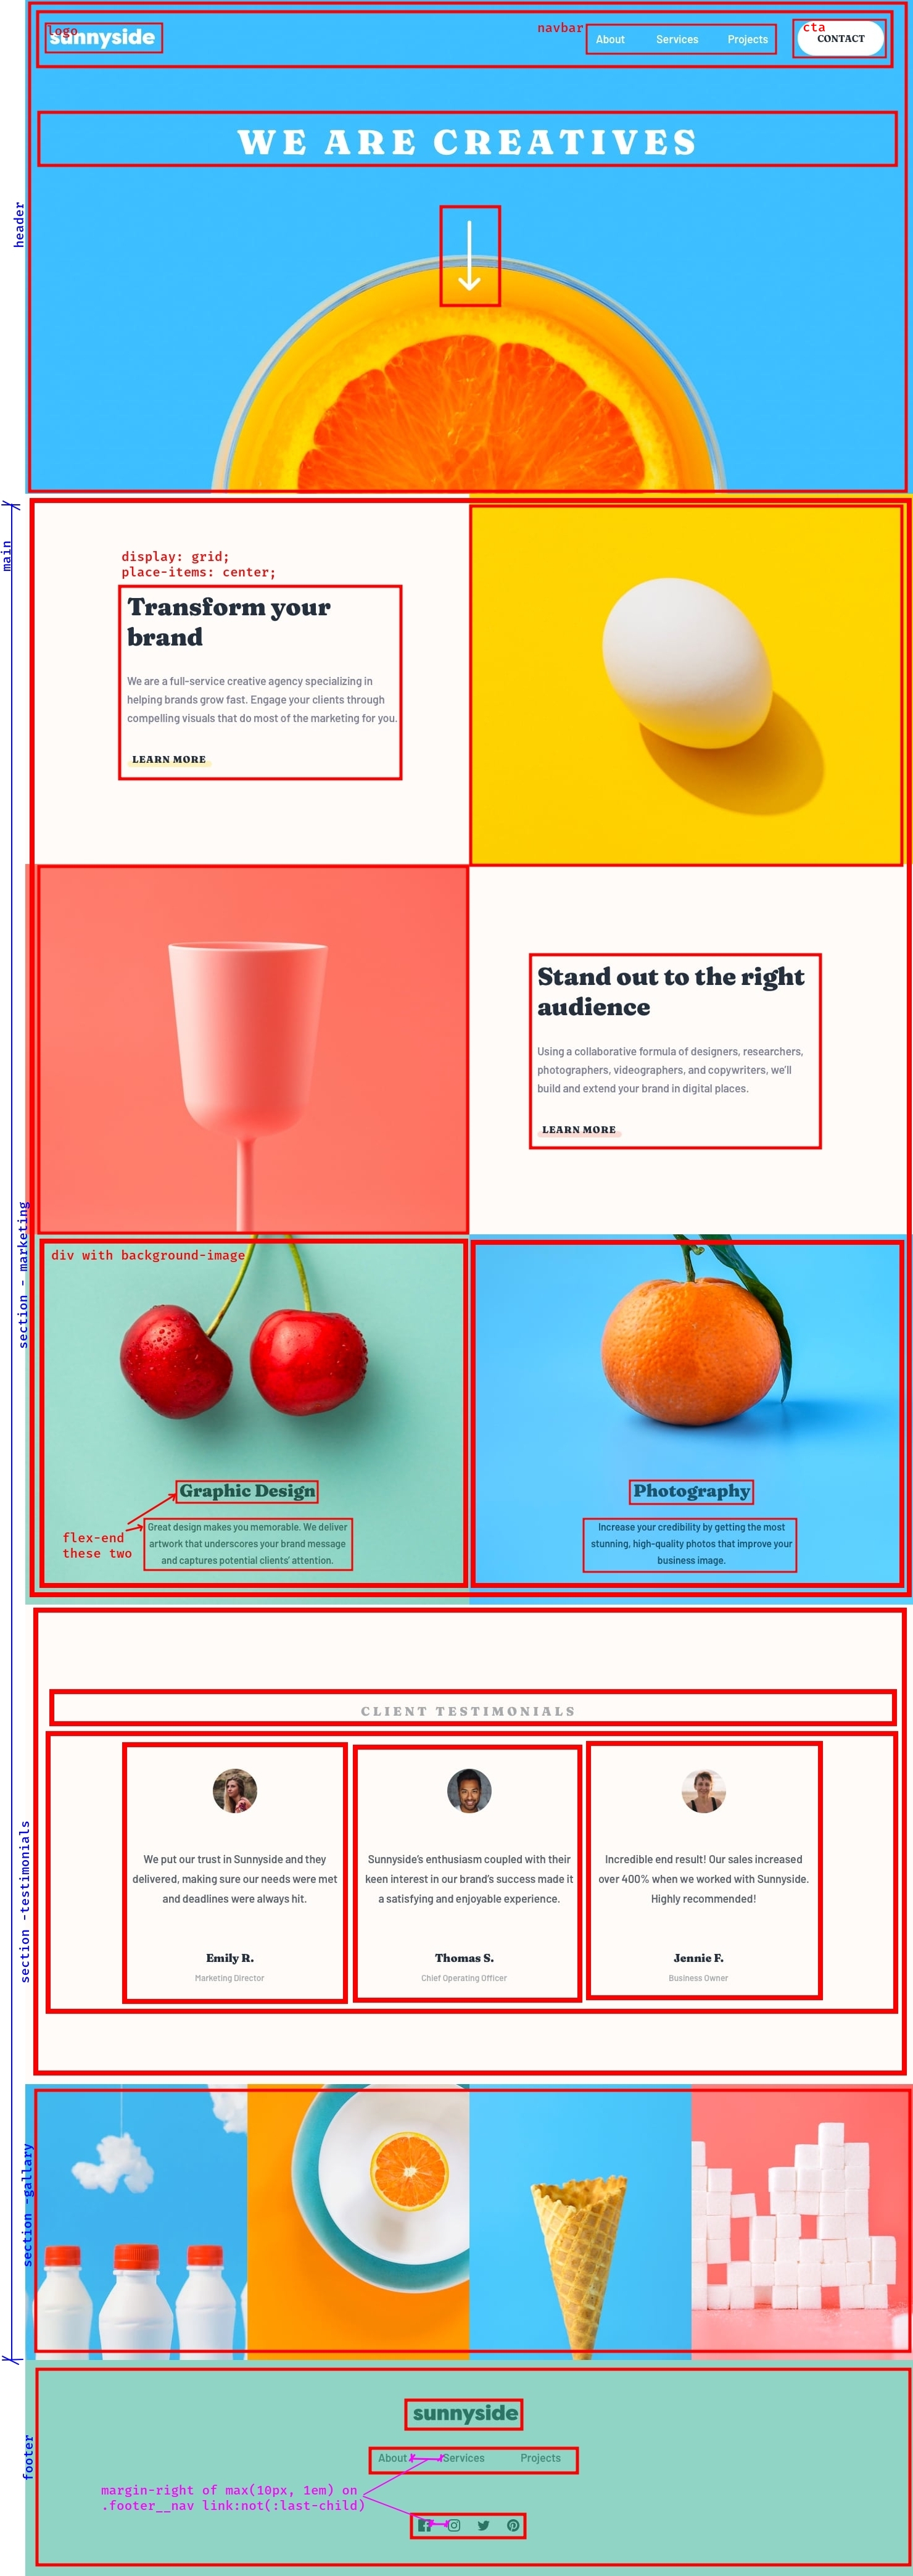 logo
sunnyside
navbar
About Services Projects
cta
CONTACT
WE ARE CREATIVES
header
main
display: grid;
place-items: center;
Transform your
brand
We are a full-service creative agency specializing in
helping brands grow fast. Engage your clients through
compelling visuals that do most of the marketing for you.
LEARN MORE
Stand out to the right
audience
Using a collaborative formula of designers, researchers,
photographers, videographers, and copywriters, we'll
build and extend your brand in digital places.
LEARN MORE
section - marketing
div with background-image
Graphic Design
Great design makes you memorable. We deliver
artwork that underscores your brand message
and captures potential clients' attention.
flex-end
these two
Photography
Increase your credibility by getting the most
stunning, high-quality photos that improve your
business image.
section -testimonials
CLIENT TESTIMONIALS
We put our trust in Sunnyside and they
delivered, making sure our needs were met
and deadlines were always hit.
Emily R.
Marketing Director
Sunnyside's enthusiasm coupled with their
keen interest in our brand's success made it
a satisfying and enjoyable experience.
Thomas S.
Chief Operating Officer
Incredible end result! Our sales increased
over 400% when we worked with Sunnyside.
Highly recommended!
Jennie F.
Business Owner
section -gallary
footer
sunnyside
About Services Projects
margin-right of max(10px, 1em) on
.footer__nav link:not(:last-child)